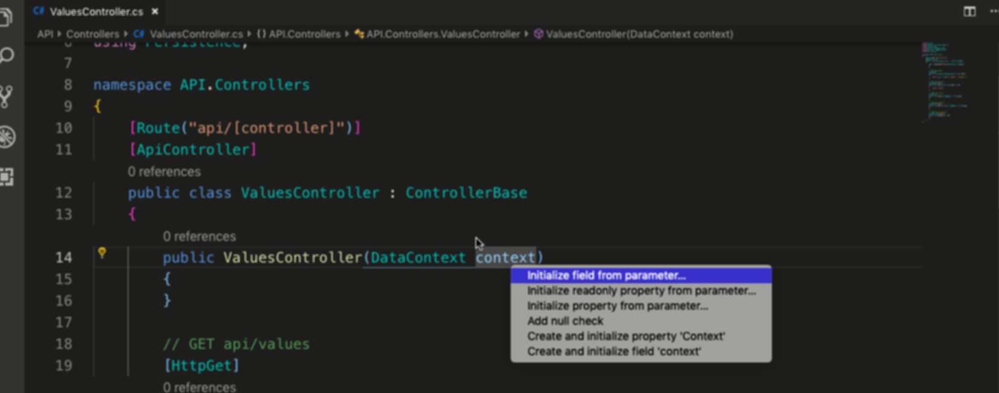 C# ValuesController.cs ×
API › Controllers › C# ValuesController.cs › {} API.Controllers › API.Controllers.ValuesController › ValuesController(DataContext context)
6 using Persistence;
7
8 namespace API.Controllers
9 {
10 [Route("api/[controller]")]
11 [ApiController]
0 references
12 public class ValuesController : ControllerBase
13 {
0 references
14 public ValuesController(DataContext context)
Initialize field from parameter...
Initialize readonly property from parameter...
Initialize property from parameter...
Add null check
Create and initialize property 'Context'
Create and initialize field 'context'
15 {
16 }
17
18 // GET api/values
19 [HttpGet]
0 references